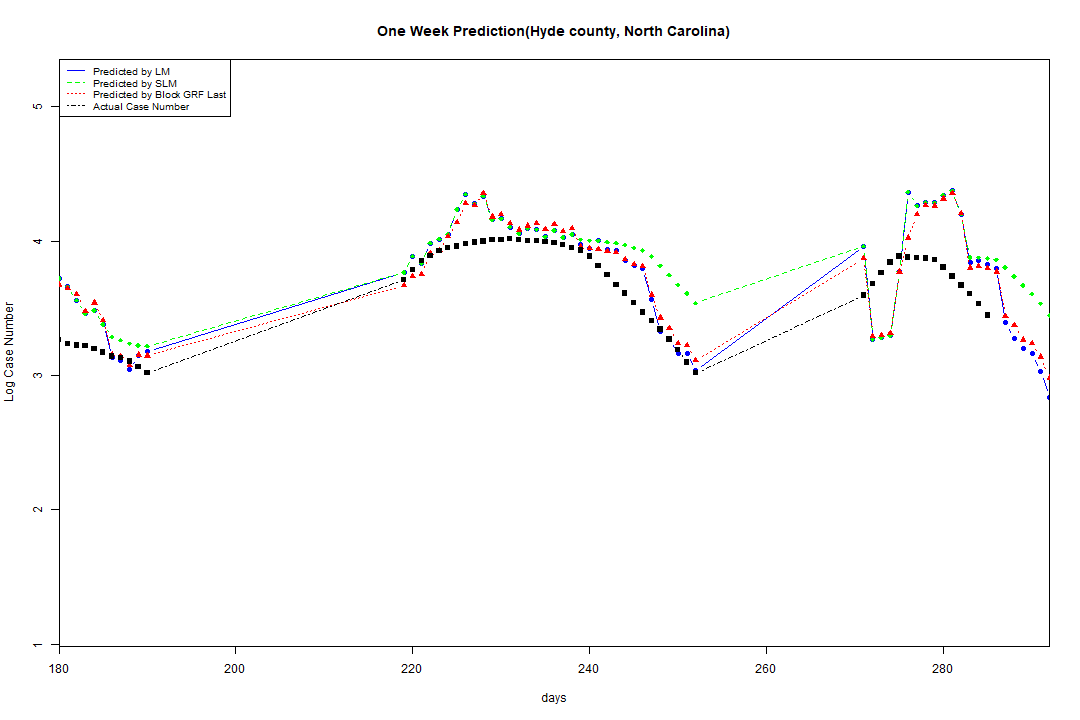 One Week Prediction(Hyde county, North Carolina)
Predicted by LM
Predicted by SLM
Predicted by Block GRF Last
Actual Case Number
5
4
3
2
1
Log Case Number
180 200 220 240 260 280
days